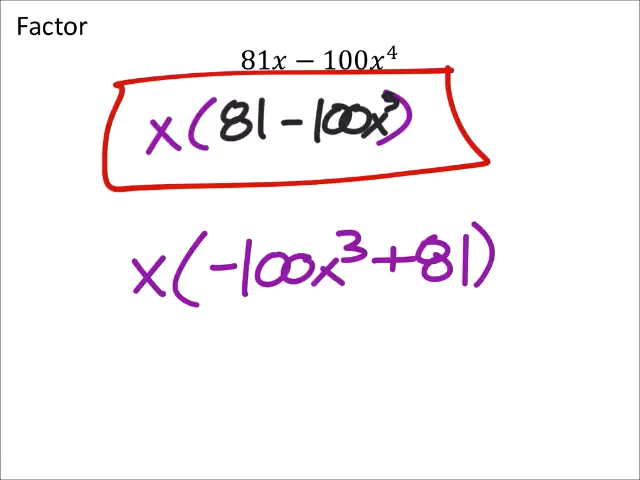 Factor
81x − 100x⁴
x(81 − 100x³)
x(−100x³ + 81)